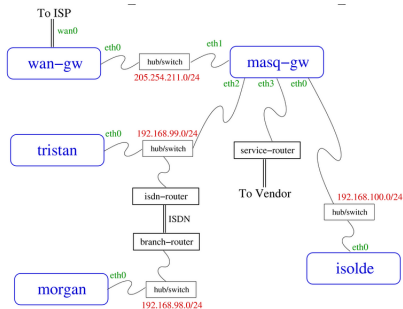 To ISP
wan0
eth0
eth1
wan-gw
hub/switch
masq-gw
205.254.211.0/24
eth2
eth3
eth0
192.168.99.0/24
eth0
tristan
hub/switch
service-router
isdn-router
To Vendor
192.168.100.0/24
ISDN
hub/switch
branch-router
eth0
isolde
eth0
morgan
hub/switch
192.168.98.0/24